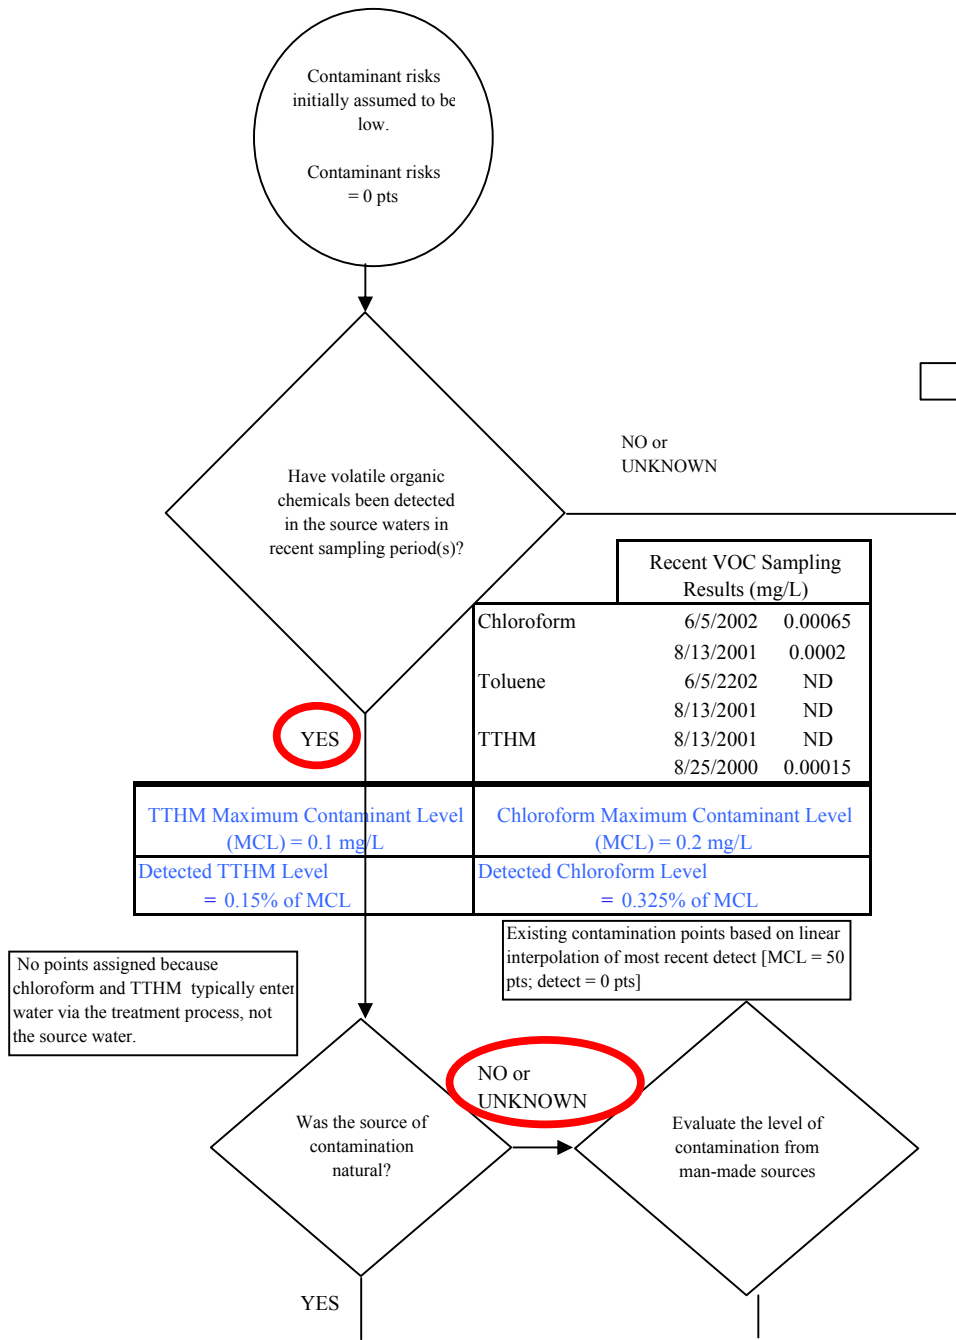 Contaminant risks
initially assumed to be
low.
Contaminant risks
= 0 pts
Have volatile organic
chemicals been detected
in the source waters in
recent sampling period(s)?
NO or
UNKNOWN
Recent VOC Sampling
Results (mg/L)
Chloroform 6/5/2002 0.00065
8/13/2001 0.0002
Toluene 6/5/2202 ND
8/13/2001 ND
TTHM 8/13/2001 ND
8/25/2000 0.00015
YES
TTHM Maximum Contaminant Level
(MCL) = 0.1 mg/L
Chloroform Maximum Contaminant Level
(MCL) = 0.2 mg/L
Detected TTHM Level
= 0.15% of MCL
Detected Chloroform Level
= 0.325% of MCL
Existing contamination points based on linear
interpolation of most recent detect [MCL = 50
pts; detect = 0 pts]
No points assigned because
chloroform and TTHM typically enter
water via the treatment process, not
the source water.
NO or
UNKNOWN
Was the source of
contamination
natural?
Evaluate the level of
contamination from
man-made sources
YES